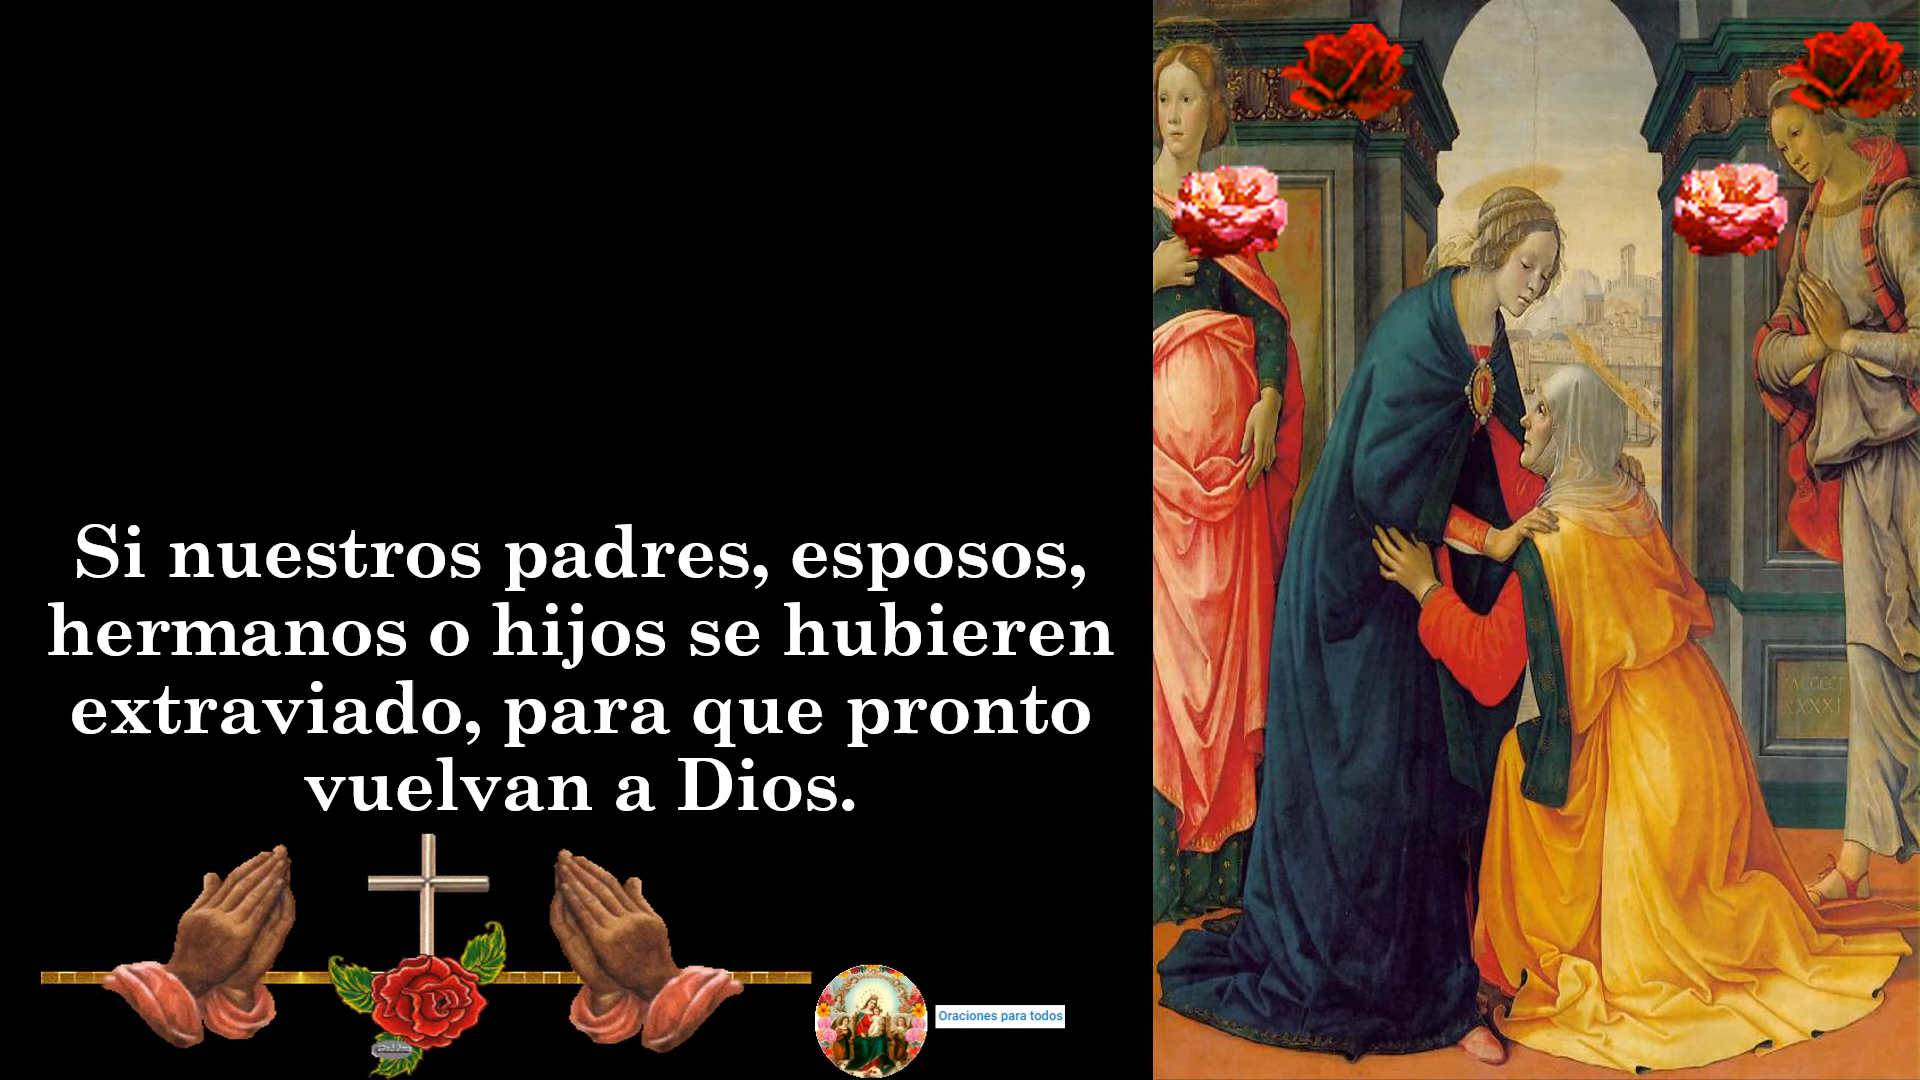 Si nuestros padres, esposos,
hermanos o hijos se hubieren
extraviado, para que pronto
vuelvan a Dios.
Oraciones para todos